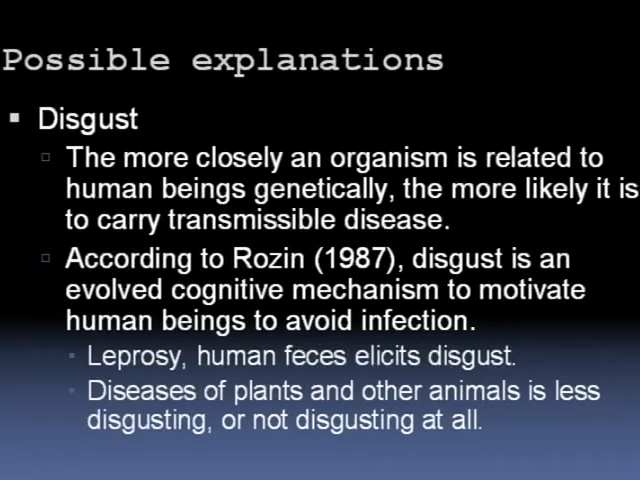 Possible explanations
Disgust
The more closely an organism is related to
human beings genetically, the more likely it is
to carry transmissible disease.
According to Rozin (1987), disgust is an
evolved cognitive mechanism to motivate
human beings to avoid infection.
Leprosy, human feces elicits disgust.
Diseases of plants and other animals is less
disgusting, or not disgusting at all.